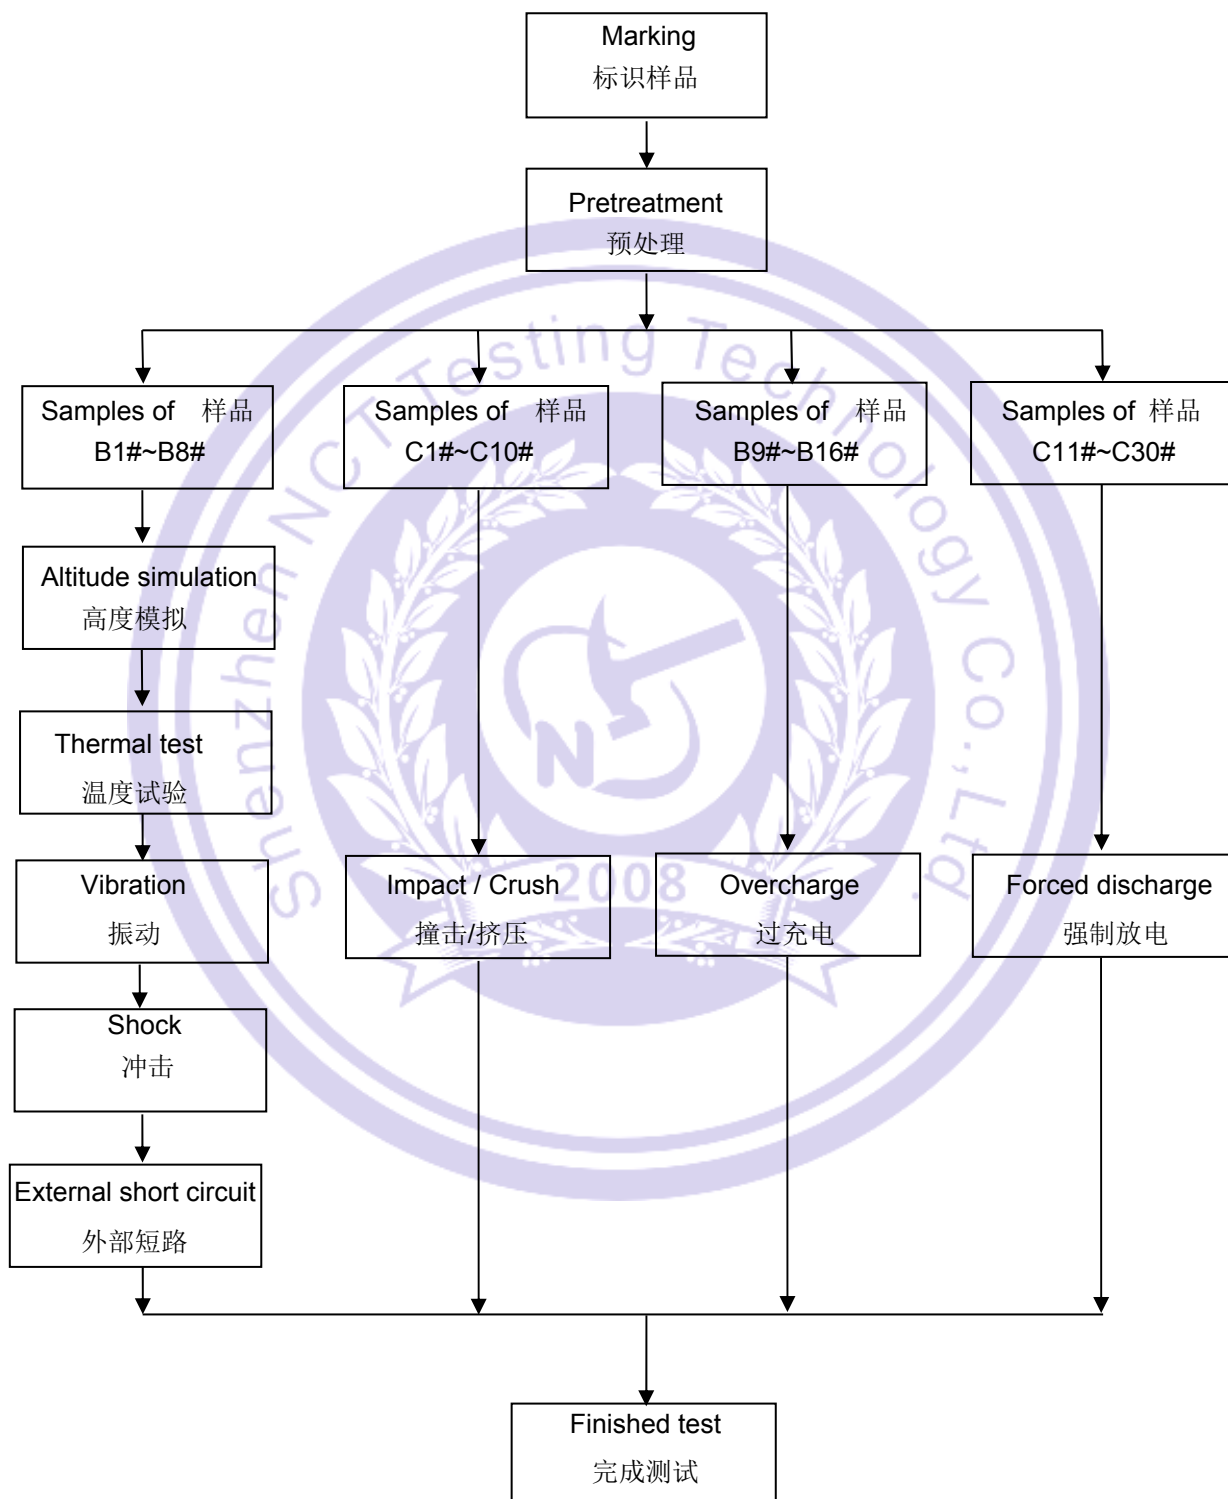 Marking
标识样品
Pretreatment
预处理
Samples of 样品
B1#~B8#
Samples of 样品
C1#~C10#
Samples of 样品
B9#~B16#
Samples of 样品
C11#~C30#
Altitude simulation
高度模拟
Thermal test
温度试验
Vibration
振动
Impact / Crush
撞击/挤压
Overcharge
过充电
Forced discharge
强制放电
Shock
冲击
External short circuit
外部短路
Finished test
完成测试
Shenzhen NCT Testing Technology Co.,Ltd.
N
2008